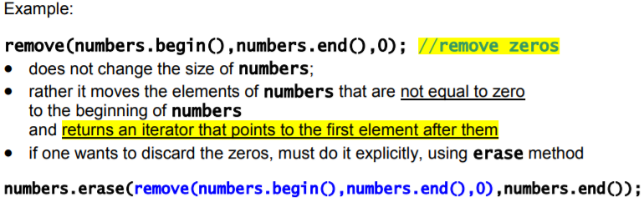 Example:
remove(numbers.begin(),numbers.end(),0); //remove zeros
• does not change the size of numbers;
• rather it moves the elements of numbers that are not equal to zero
to the beginning of numbers
and returns an iterator that points to the first element after them
• if one wants to discard the zeros, must do it explicitly, using erase method
numbers.erase(remove(numbers.begin(),numbers.end(),0),numbers.end());